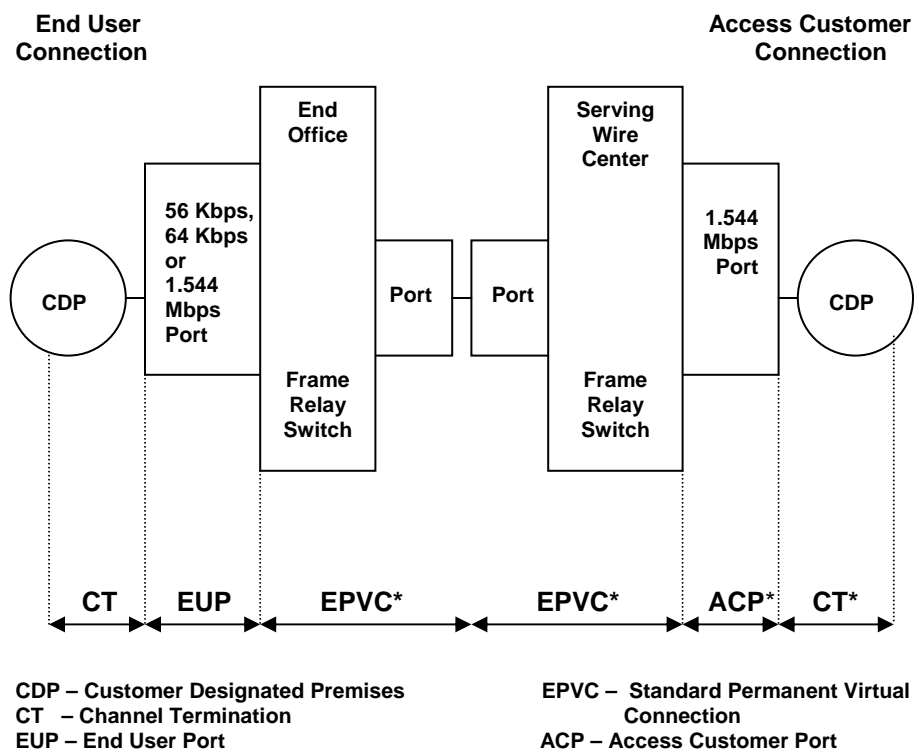 End User
Connection
Access Customer
Connection
End
Office
Serving
Wire
Center
56 Kbps,
64 Kbps
or
1.544
Mbps
Port
1.544
Mbps
Port
CDP
Port
Port
CDP
Frame
Relay
Switch
Frame
Relay
Switch
CT
EUP
EPVC*
EPVC*
ACP*
CT*
CDP – Customer Designated Premises
CT – Channel Termination
EUP – End User Port
EPVC – Standard Permanent Virtual
Connection
ACP – Access Customer Port